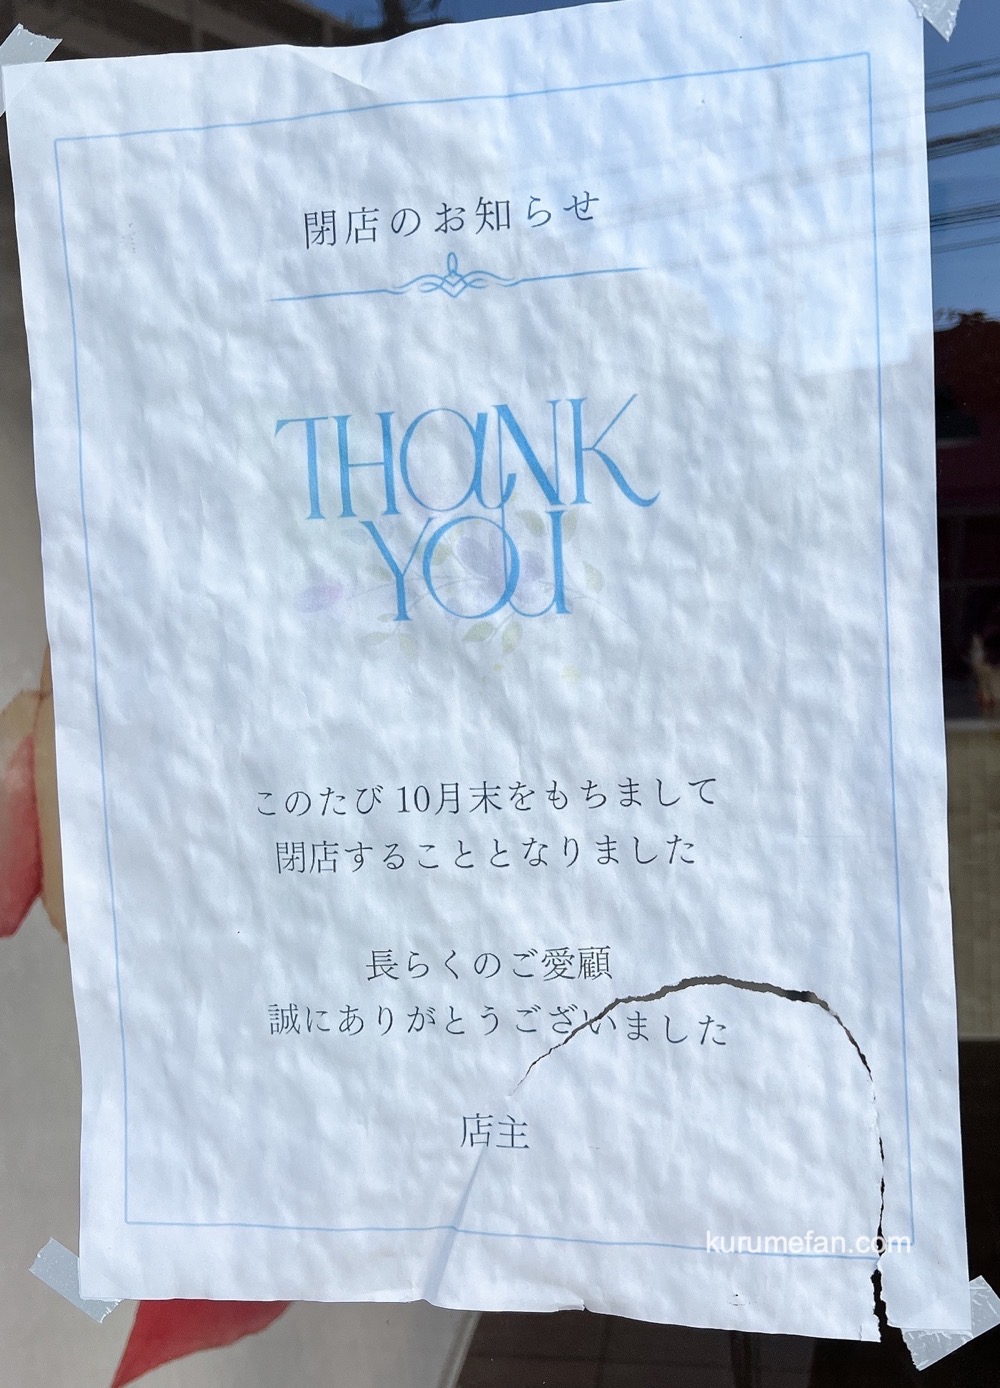 閉店のお知らせ
THANK
YOU
このたび 10月末をもちまして
閉店することとなりました
長らくのご愛顧
誠にありがとうございました
店主
kurumefan.com